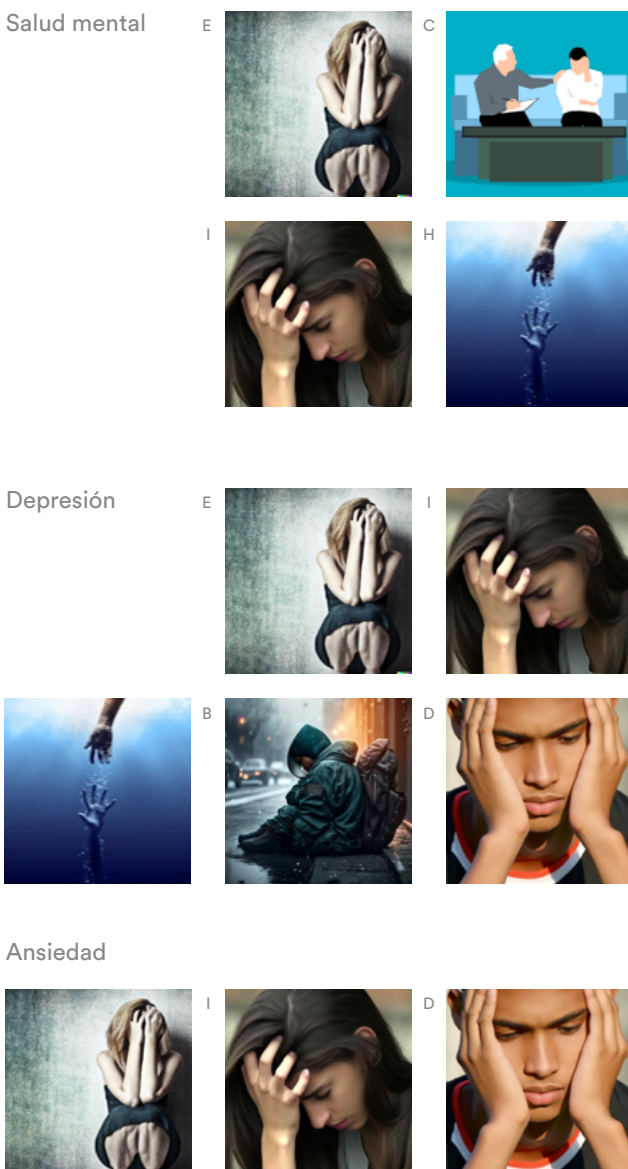 Salud mental E C
I H
Depresión E I
B D
Ansiedad
I D